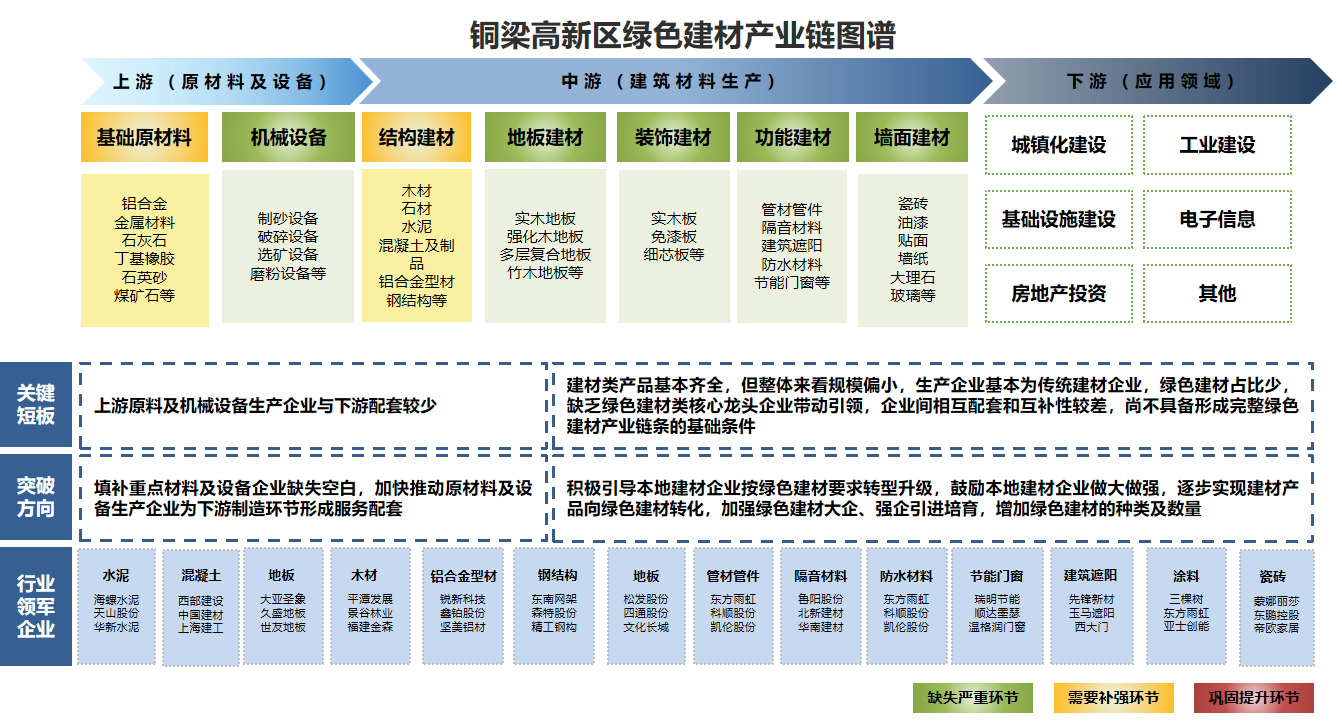 铜梁高新区绿色建材产业链图谱
上游（原材料及设备）
中游（建筑材料生产）
下游（应用领域）
基础原材料
机械设备
结构建材
地板建材
装饰建材
功能建材
墙面建材
铝合金
金属材料
石灰石
丁基橡胶
石英砂
煤矿石等
制砂设备
破碎设备
选矿设备
磨粉设备等
木材
石材
水泥
混凝土及制
品
铝合金型材
钢结构等
实木地板
强化木地板
多层复合地板
竹木地板等
实木板
免漆板
细芯板等
管材管件
隔音材料
建筑遮阳
防水材料
节能门窗等
瓷砖
油漆
贴面
墙纸
大理石
玻璃等
城镇化建设
工业建设
基础设施建设
电子信息
房地产投资
其他
关键
短板
上游原料及机械设备生产企业与下游配套较少
建材类产品基本齐全，但整体来看规模偏小，生产企业基本为传统建材企业，绿色建材占比少，
缺乏绿色建材类核心龙头企业带动引领，企业间相互配套和互补性较差，尚不具备形成完整绿色
建材产业链条的基础条件
突破
方向
填补重点材料及设备企业缺失空白，加快推动原材料及设
备生产企业为下游制造环节形成服务配套
积极引导本地建材企业按绿色建材要求转型升级，鼓励本地建材企业做大做强，逐步实现建材产
品向绿色建材转化，加强绿色建材大企、强企引进培育，增加绿色建材的种类及数量
行业
领军
企业
水泥
海螺水泥
天山股份
华新水泥
混凝土
西部建设
中国建材
上海建工
地板
大亚圣象
久盛地板
世友地板
木材
平潭发展
景谷林业
福建金森
铝合金型材
锐新科技
鑫铂股份
坚美铝材
钢结构
东南网架
森特股份
精工钢构
地板
松发股份
四通股份
文化长城
管材管件
东方雨虹
科顺股份
凯伦股份
隔音材料
鲁阳股份
北新建材
华南建材
防水材料
东方雨虹
科顺股份
凯伦股份
节能门窗
瑞明节能
顺达墨瑟
温格润门窗
建筑遮阳
先锋新材
玉马遮阳
西大门
涂料
三棵树
东方雨虹
亚士创能
瓷砖
蒙娜丽莎
东鹏控股
帝欧家居
缺失严重环节
需要补强环节
巩固提升环节